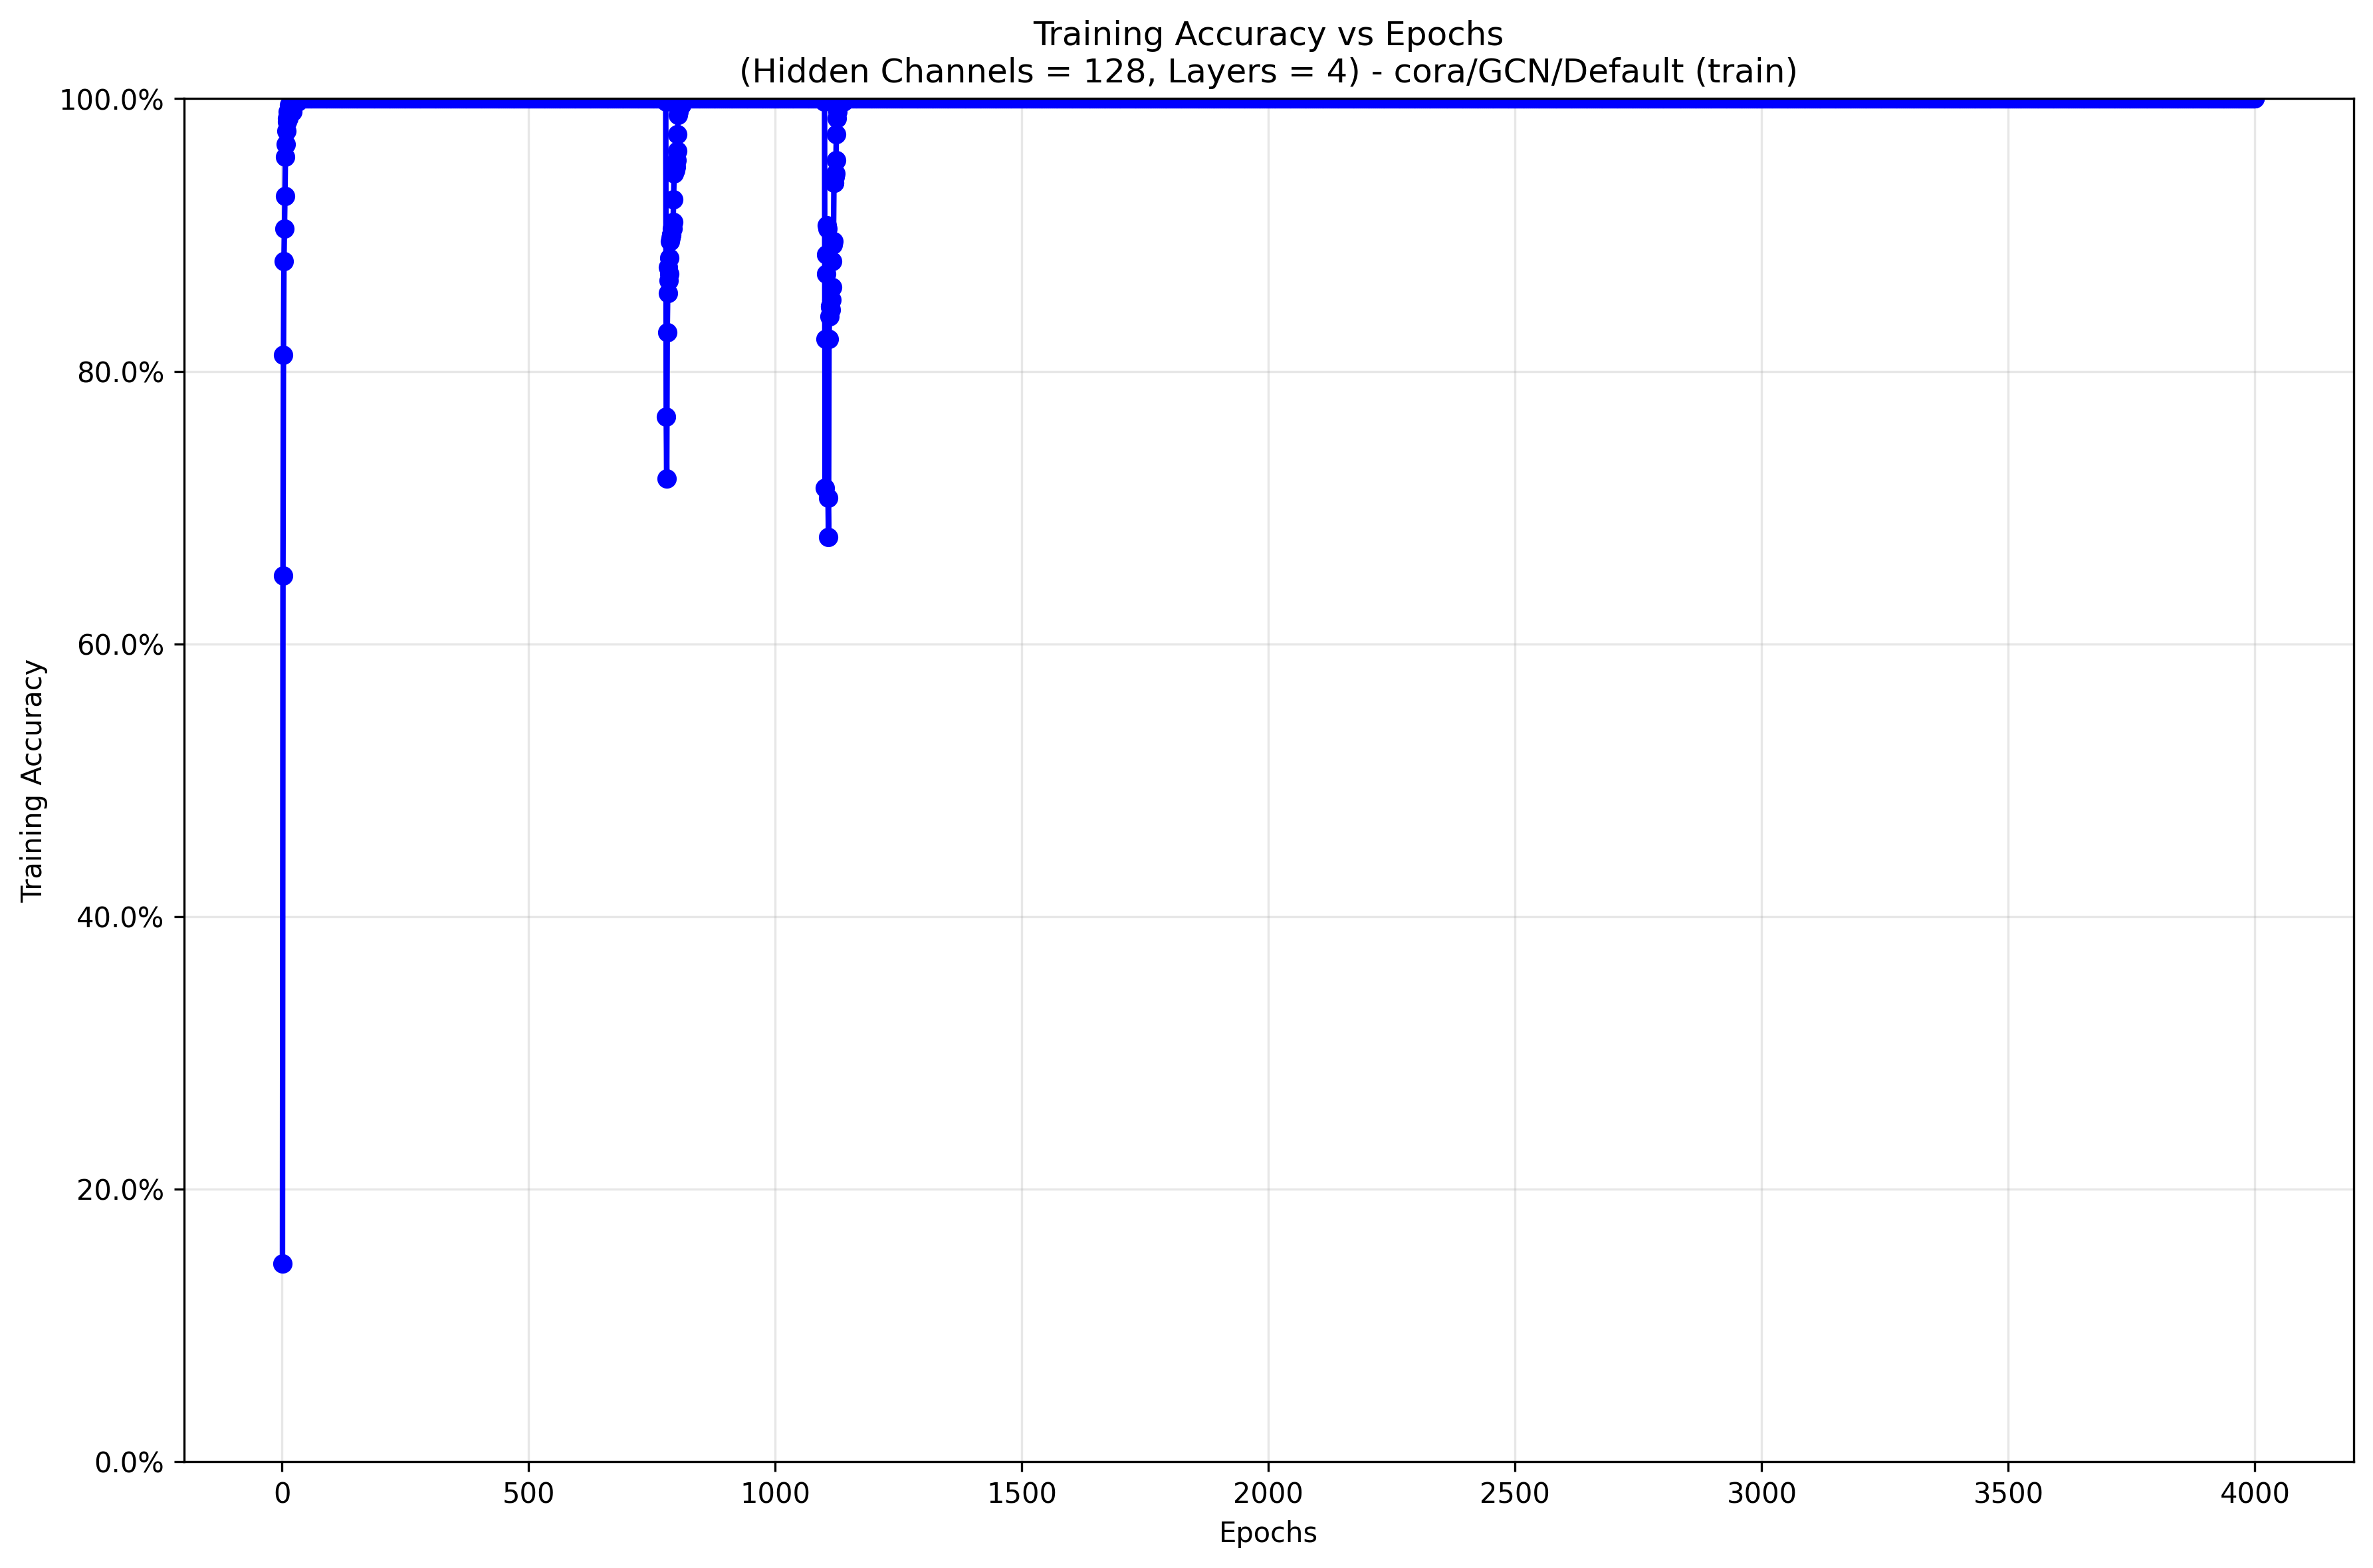 Training Accuracy vs Epochs
(Hidden Channels = 128, Layers = 4) - cora/GCN/Default (train)
100.0%
80.0%
60.0%
40.0%
20.0%
0.0%
Training Accuracy
0 500 1000 1500 2000 2500 3000 3500 4000
Epochs